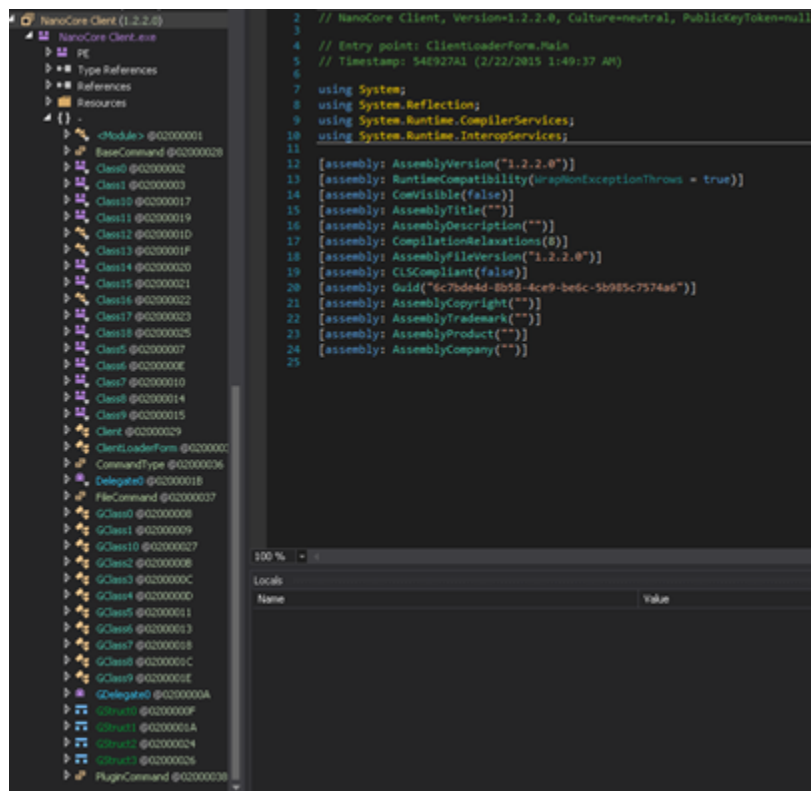 NanoCore Client (1.2.2.0)
NanoCore Client.exe
PE
Type References
References
Resources
{ } -
<Module> @02000001
BaseCommand @02000028
Class0 @02000002
Class1 @02000003
Class10 @02000017
Class11 @02000019
Class12 @0200001D
Class13 @0200001F
Class14 @02000020
Class15 @02000021
Class16 @02000022
Class17 @02000023
Class18 @02000025
Class5 @02000007
Class6 @0200000E
Class7 @02000010
Class8 @02000014
Class9 @02000015
Client @02000029
ClientLoaderForm @0200003
CommandType @02000036
Delegate0 @0200001B
FileCommand @02000037
GClass0 @02000008
GClass1 @02000009
GClass10 @02000027
GClass2 @0200000B
GClass3 @0200000C
GClass4 @0200000D
GClass5 @02000011
GClass6 @02000013
GClass7 @02000018
GClass8 @0200001C
GClass9 @0200001E
GDelegate0 @0200000A
GStruct0 @0200000F
GStruct1 @0200001A
GStruct2 @02000024
GStruct3 @02000026
PluginCommand @02000038
2 // NanoCore Client, Version=1.2.2.0, Culture=neutral, PublicKeyToken=null
3
4 // Entry point: ClientLoaderForm.Main
5 // Timestamp: 54E927A1 (2/22/2015 1:49:37 AM)
6
7 using System;
8 using System.Reflection;
9 using System.Runtime.CompilerServices;
10 using System.Runtime.InteropServices;
11
12 [assembly: AssemblyVersion("1.2.2.0")]
13 [assembly: RuntimeCompatibility(WrapNonExceptionThrows = true)]
14 [assembly: ComVisible(false)]
15 [assembly: AssemblyTitle("")]
16 [assembly: AssemblyDescription("")]
17 [assembly: CompilationRelaxations(8)]
18 [assembly: AssemblyFileVersion("1.2.2.0")]
19 [assembly: CLSCompliant(false)]
20 [assembly: Guid("6c7bde4d-8b58-4ce9-be6c-5b985c7574a6")]
21 [assembly: AssemblyCopyright("")]
22 [assembly: AssemblyTrademark("")]
23 [assembly: AssemblyProduct("")]
24 [assembly: AssemblyCompany("")]
25
100 %
Locals
Name Value